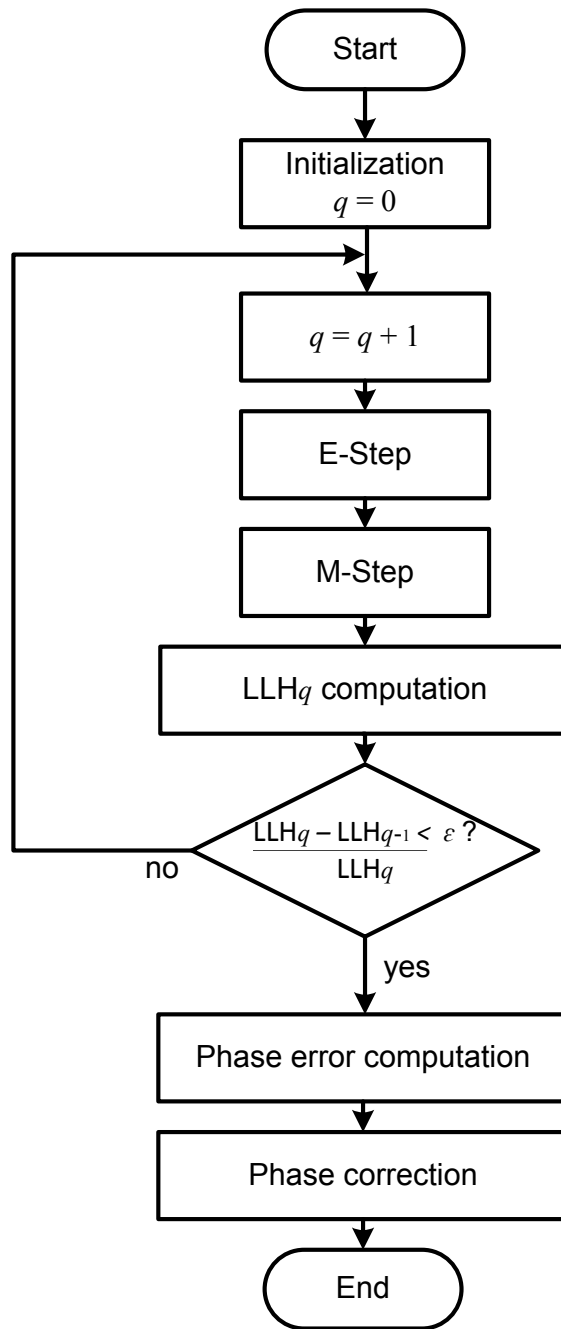 Start
Initialization
q = 0
q = q + 1
E-Step
M-Step
LLHq computation
LLHq – LLHq-1 < ε ?
LLHq
no
yes
Phase error computation
Phase correction
End